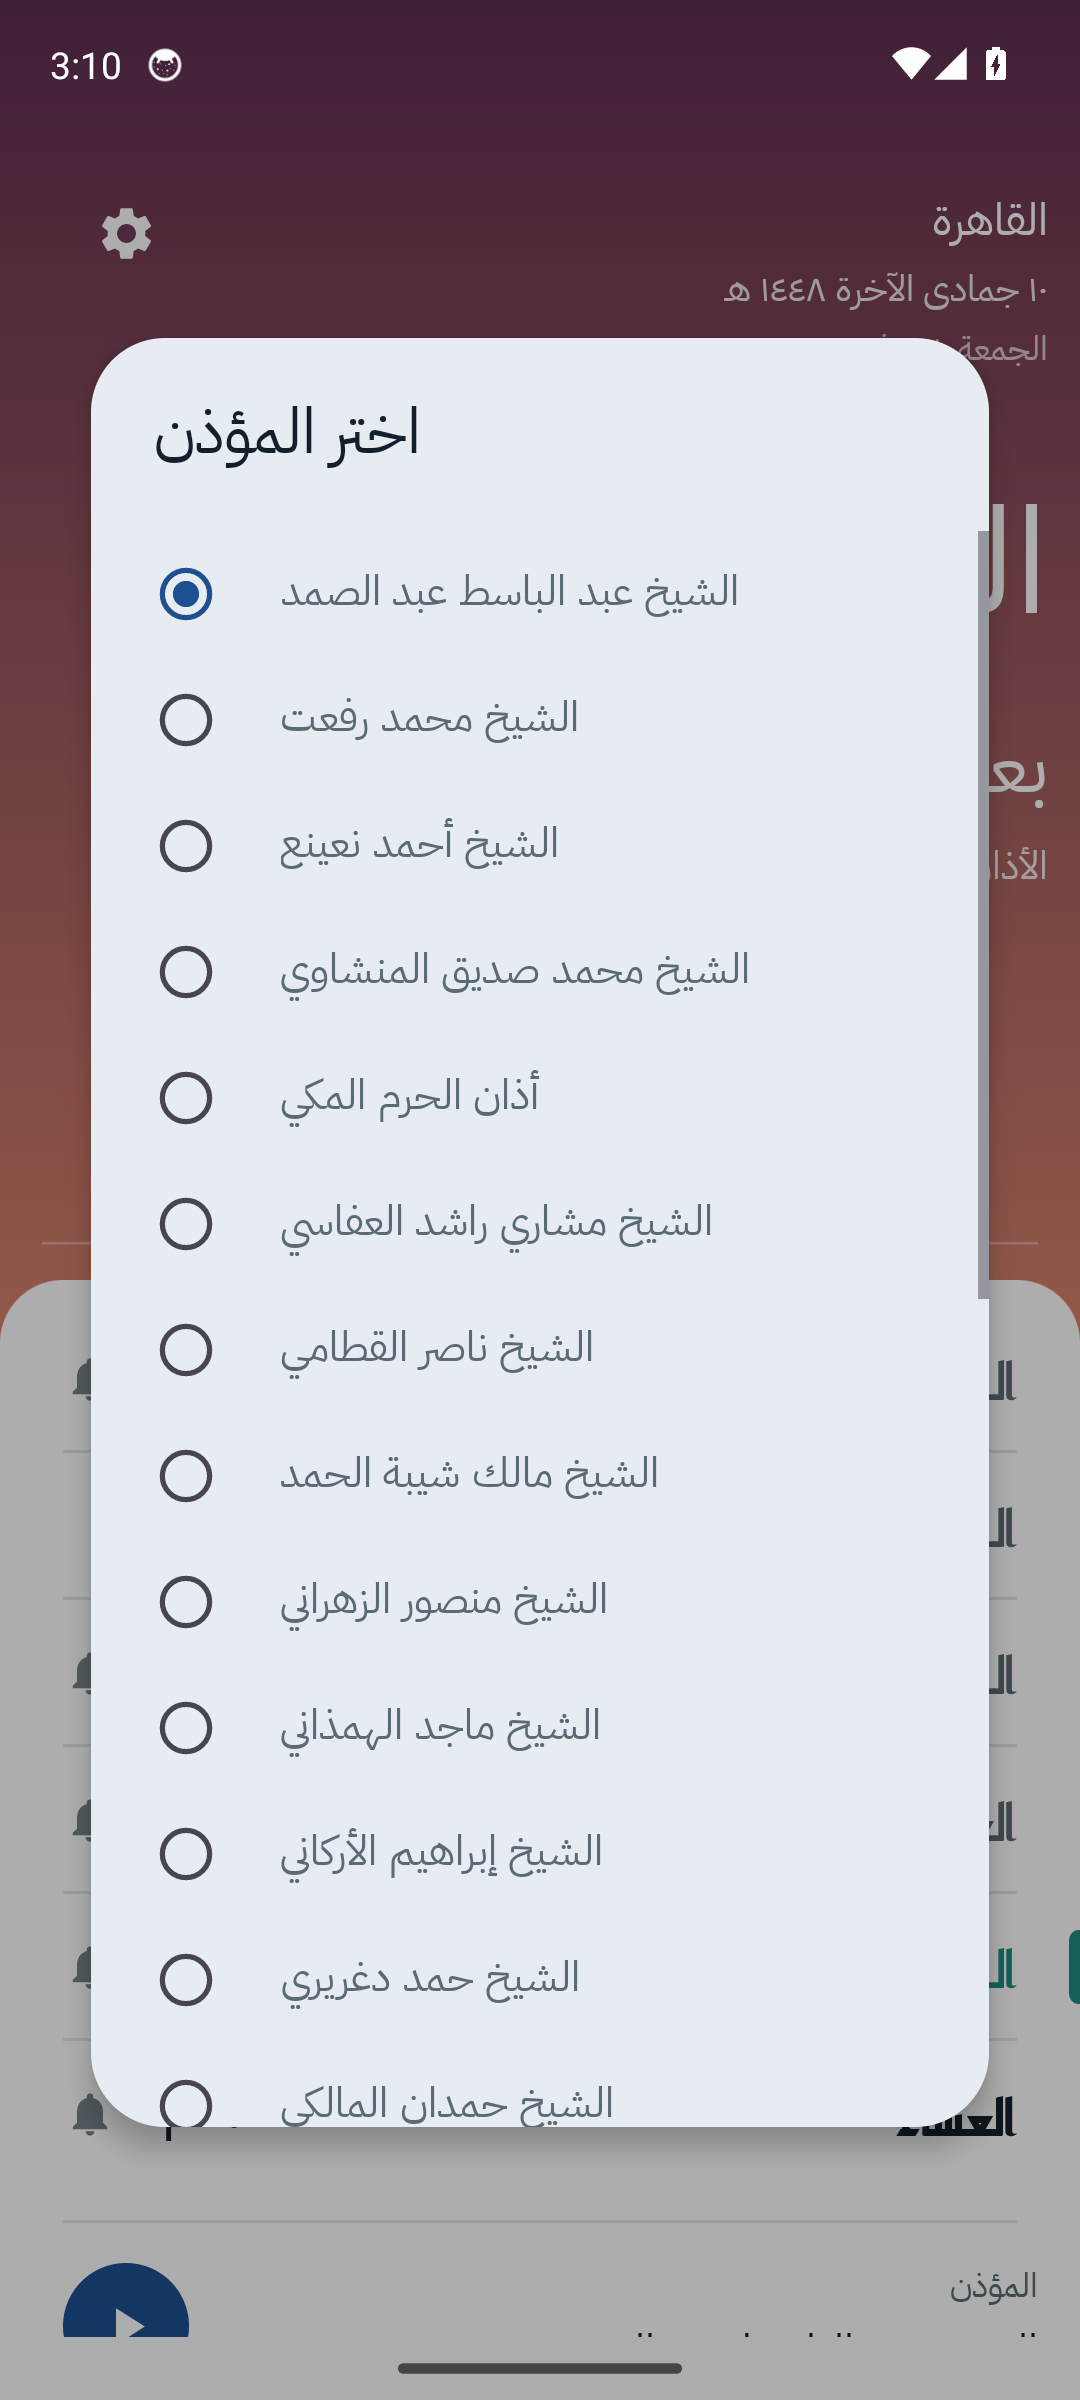 3:10
القاهرة
١٠ جمادى الآخرة ١٤٤٨ هـ
الجمعة
اختر المؤذن
الشيخ عبد الباسط عبد الصمد
الشيخ محمد رفعت
الشيخ أحمد نعينع
الشيخ محمد صديق المنشاوي
أذان الحرم المكي
الشيخ مشاري راشد العفاسي
الشيخ ناصر القطامي
الشيخ مالك شيبة الحمد
الشيخ منصور الزهراني
الشيخ ماجد الهمذاني
الشيخ إبراهيم الأركاني
الشيخ حمد دغريري
الشيخ حمدان المالكي
المؤذن